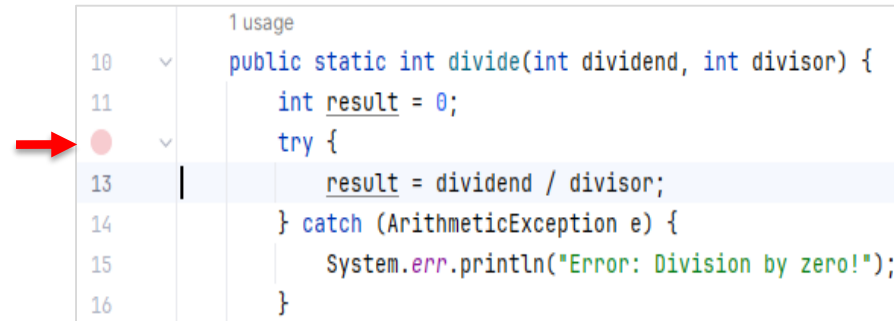 1 usage
10 public static int divide(int dividend, int divisor) {
11 int result = 0;
try {
13 result = dividend / divisor;
14 } catch (ArithmeticException e) {
15 System.err.println("Error: Division by zero!");
16 }